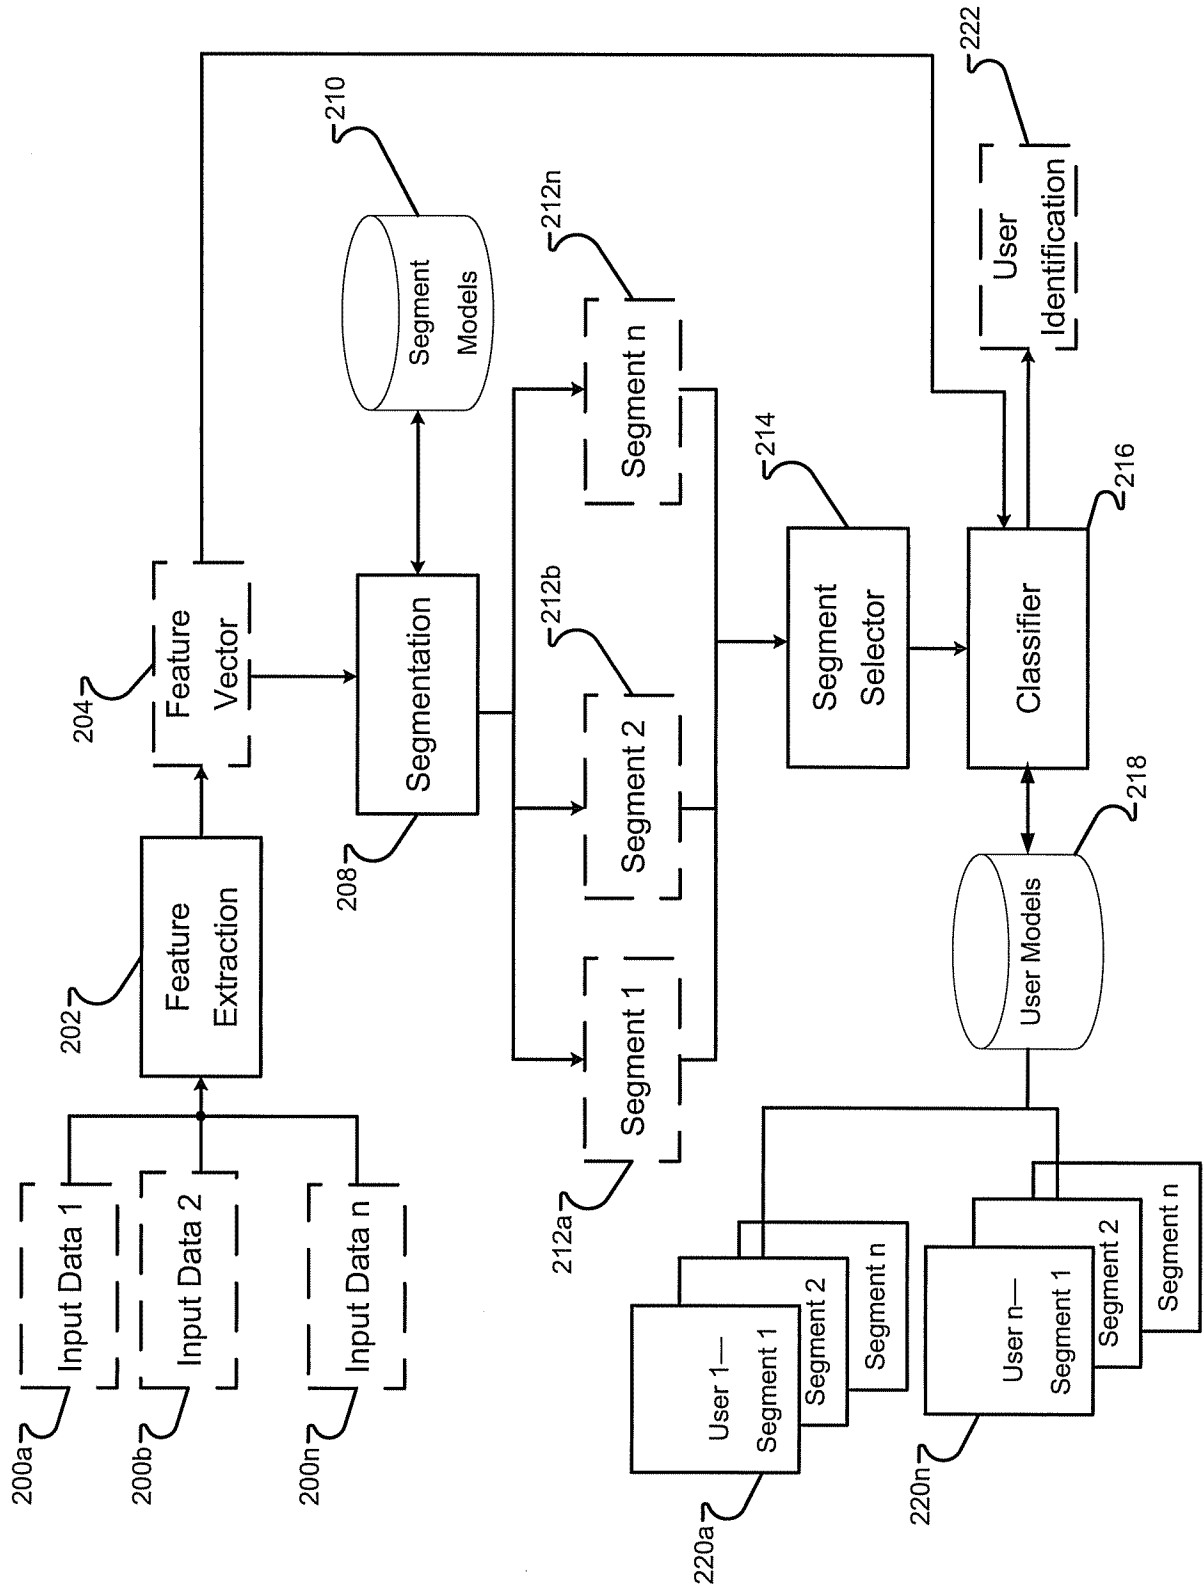 200a
Input Data 1
200b
Input Data 2
200n
Input Data n
202
Feature
Extraction
204
Feature
Vector
208
Segmentation
210
Segment
Models
212a
Segment 1
212b
Segment 2
212n
Segment n
214
Segment
Selector
216
Classifier
218
User Models
220a
User 1—
Segment 1
Segment 2
Segment n
220n
User n—
Segment 1
Segment 2
Segment n
222
User
Identification